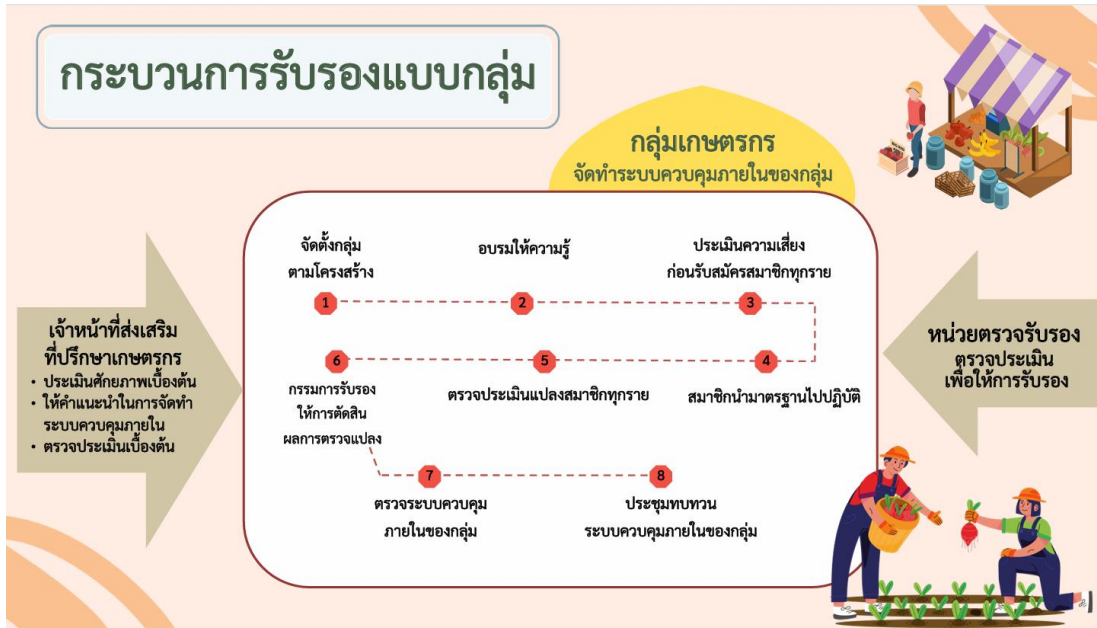 กระบวนการรับรองแบบกลุ่ม
กลุ่มเกษตรกร
จัดทำระบบควบคุมภายในของกลุ่ม
เจ้าหน้าที่ส่งเสริม
ที่ปรึกษาเกษตรกร
• ประเมินศักยภาพเบื้องต้น
• ให้คำแนะนำในการจัดทำ
ระบบควบคุมภายใน
• ตรวจประเมินเบื้องต้น
จัดตั้งกลุ่ม
ตามโครงสร้าง
1
อบรมให้ความรู้
2
ประเมินความเสี่ยง
ก่อนรับสมัครสมาชิกทุกราย
3
4
สมาชิกนำมาตรฐานไปปฏิบัติ
5
ตรวจประเมินแปลงสมาชิกทุกราย
6
กรรมการรับรอง
ให้การตัดสิน
ผลการตรวจแปลง
7
ตรวจระบบควบคุม
ภายในของกลุ่ม
8
ประชุมทบทวน
ระบบควบคุมภายในของกลุ่ม
หน่วยตรวจรับรอง
ตรวจประเมิน
เพื่อให้การรับรอง